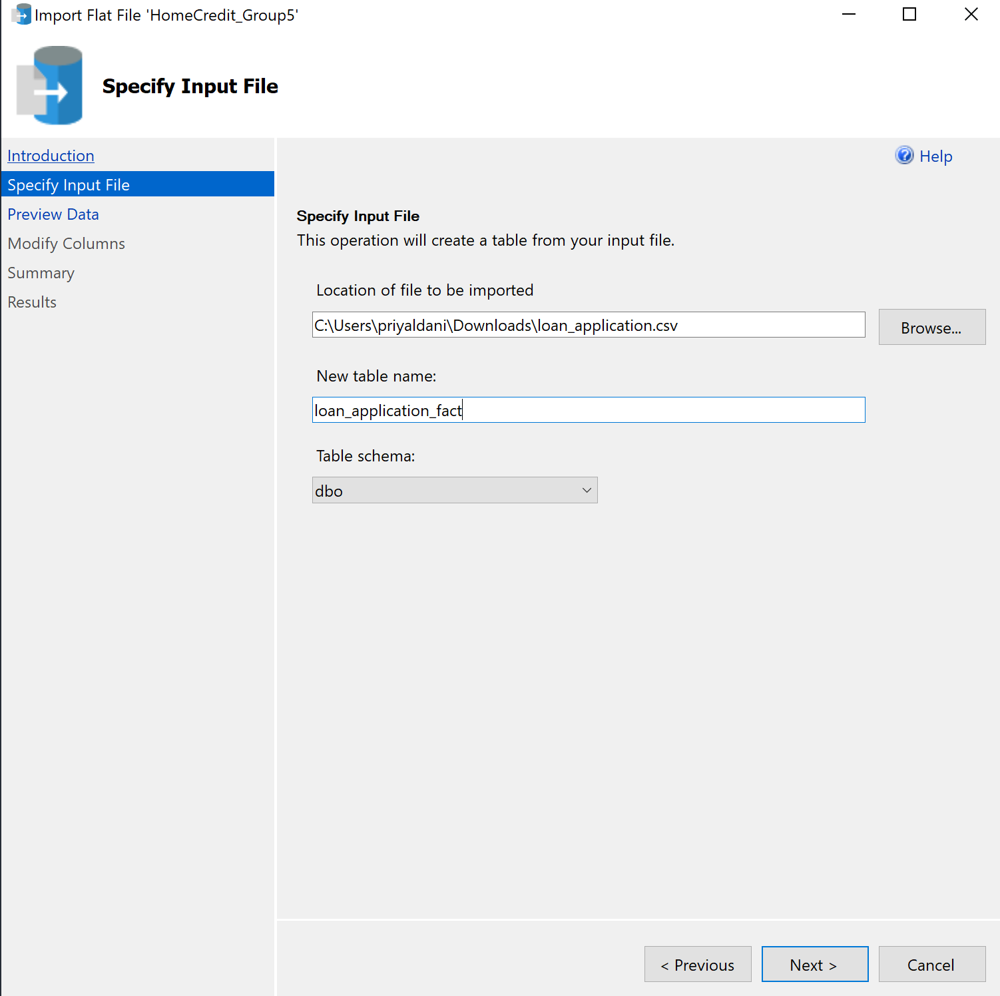 Import Flat File 'HomeCredit_Group5'
Specify Input File
Introduction
Specify Input File
Preview Data
Modify Columns
Summary
Results
Help
Specify Input File
This operation will create a table from your input file.
Location of file to be imported
C:\Users\priyaldani\Downloads\loan_application.csv
Browse...
New table name:
loan_application_fact
Table schema:
dbo
< Previous
Next >
Cancel